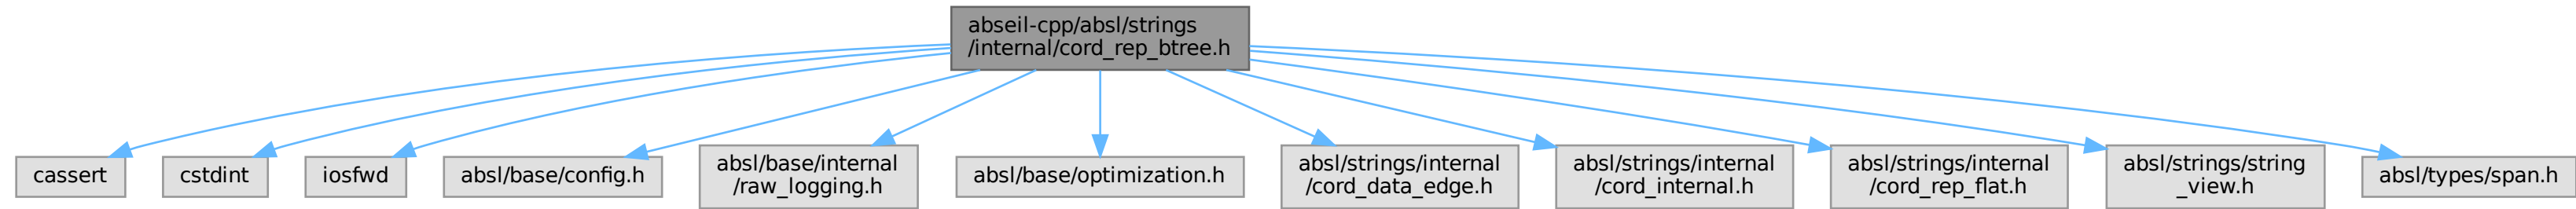 abseil-cpp/absl/strings
/internal/cord_rep_btree.h
cassert
cstdint
iosfwd
absl/base/config.h
absl/base/internal
/raw_logging.h
absl/base/optimization.h
absl/strings/internal
/cord_data_edge.h
absl/strings/internal
/cord_internal.h
absl/strings/internal
/cord_rep_flat.h
absl/strings/string
_view.h
absl/types/span.h